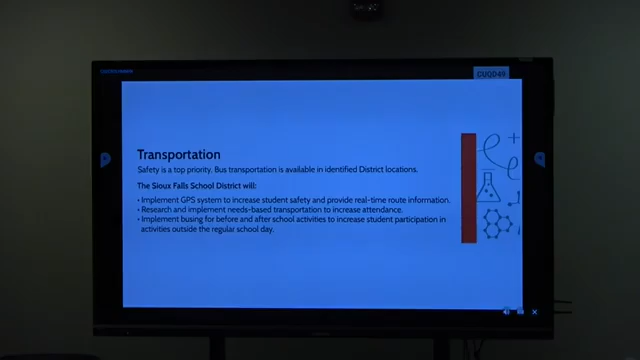 CUQD49
Transportation
Safety is a top priority. Bus transportation is available in identified District locations.
The Sioux Falls School District will:
• Implement GPS system to increase student safety and provide real-time route information.
• Research and implement needs-based transportation to increase attendance.
• Implement busing for before and after school activities to increase student participation in
activities outside the regular school day.